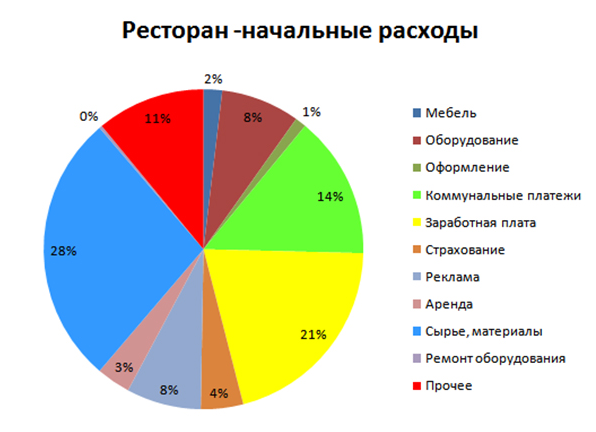 Ресторан -начальные расходы
2%
8%
1%
14%
21%
4%
8%
3%
28%
0%
11%
Мебель
Оборудование
Оформление
Коммунальные платежи
Заработная плата
Страхование
Реклама
Аренда
Сырье, материалы
Ремонт оборудования
Прочее